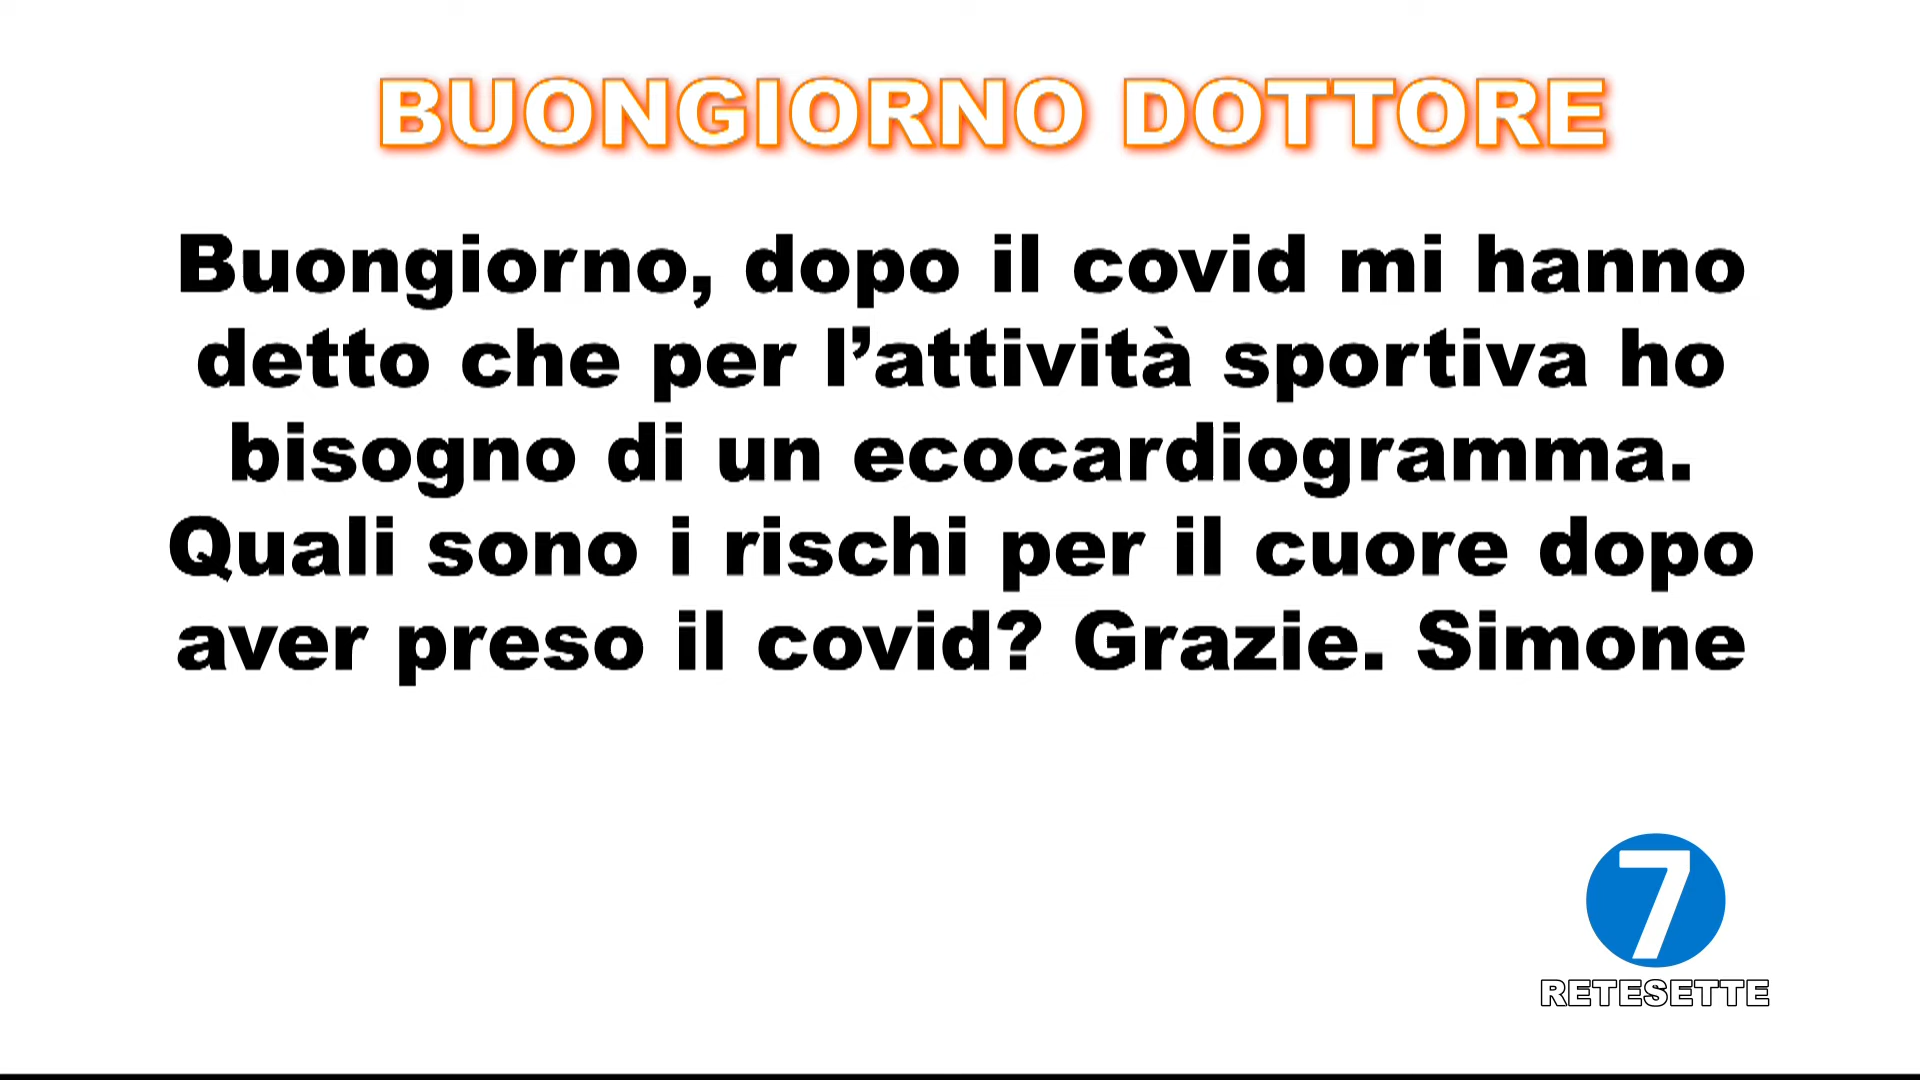 BUONGIORNO DOTTORE
Buongiorno, dopo il covid mi hanno
detto che per l’attività sportiva ho
bisogno di un ecocardiogramma.
Quali sono i rischi per il cuore dopo
aver preso il covid? Grazie. Simone
7
RETESETTE